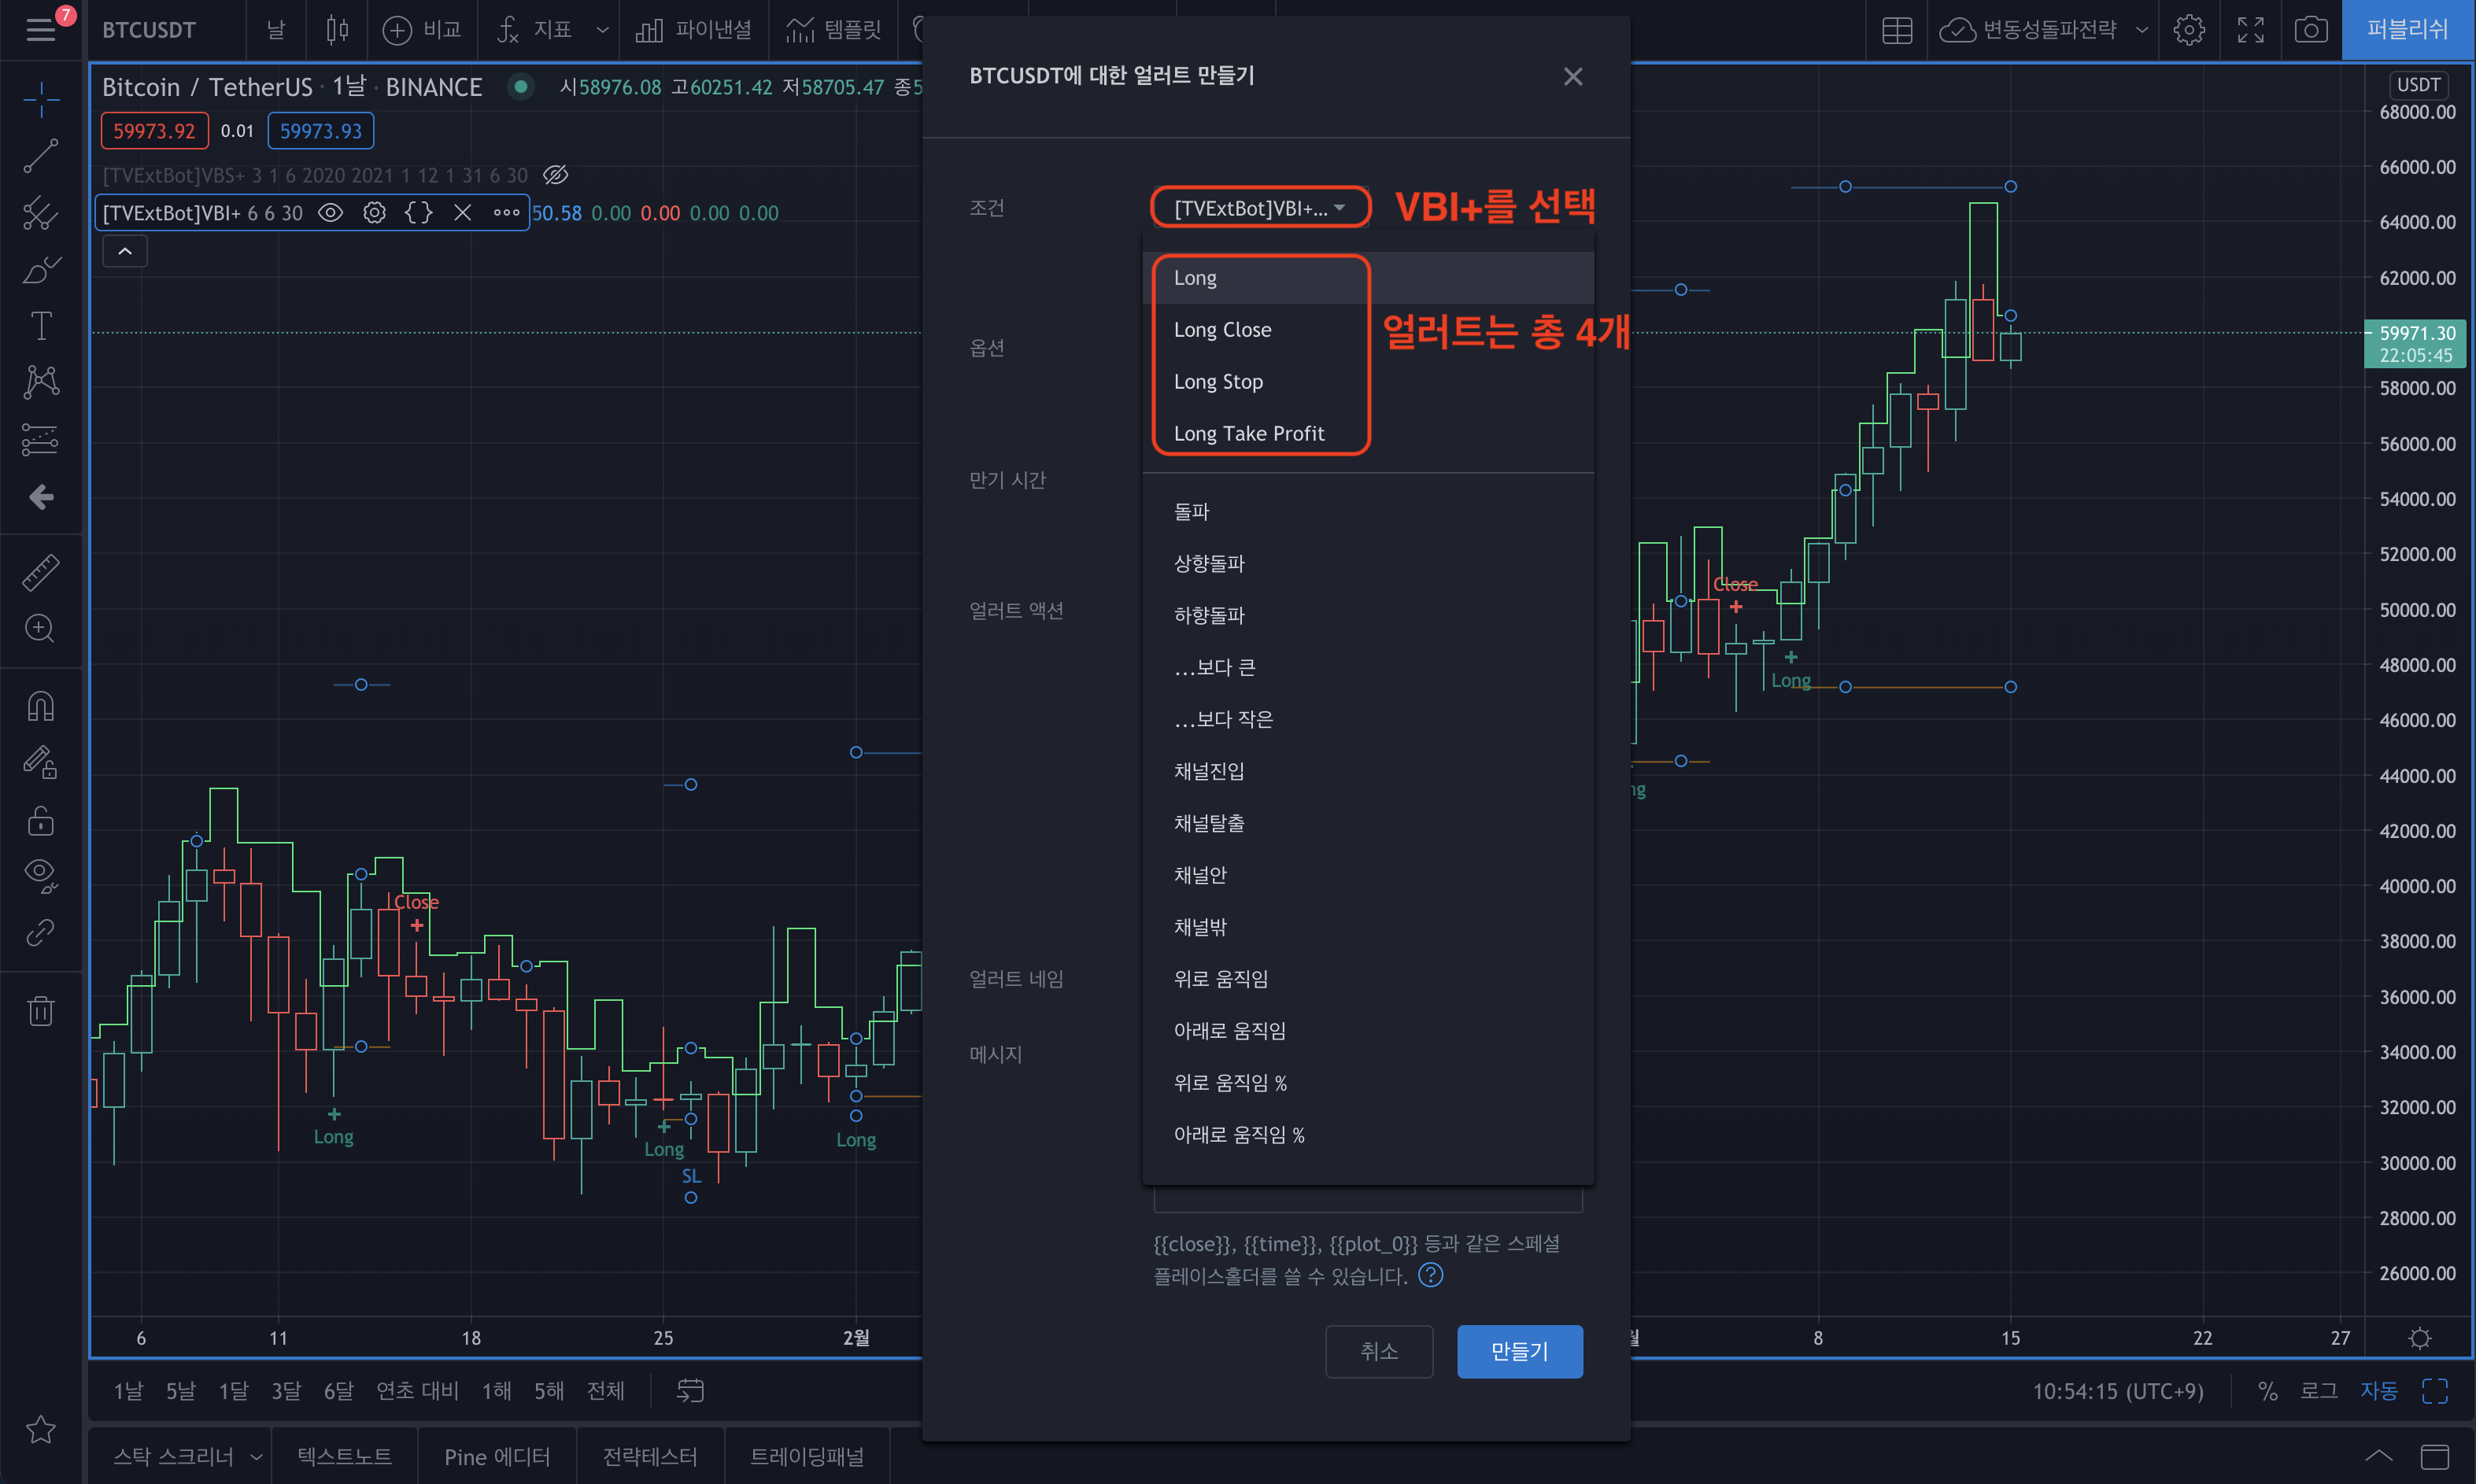 7
BTCUSDT
날
비교
지표
파이낸셜
템플릿
변동성돌파전략
퍼블리쉬
Bitcoin / TetherUS · 1날 · BINANCE
시58976.08 고60251.42 저58705.47 종5
59973.92
0.01
59973.93
[TVExtBot]VBS+ 3 1 6 2020 2021 1 12 1 31 6 30
[TVExtBot]VBI+ 6 6 30
50.58 0.00 0.00 0.00 0.00
BTCUSDT에 대한 얼러트 만들기
조건
[TVExtBot]VBI+...
VBI+를 선택
Long
Long Close
Long Stop
Long Take Profit
얼러트는 총 4개
옵션
만기 시간
얼러트 액션
얼러트 네임
메시지
돌파
상향돌파
하향돌파
...보다 큰
...보다 작은
채널진입
채널탈출
채널안
채널밖
위로 움직임
아래로 움직임
위로 움직임 %
아래로 움직임 %
{{close}}, {{time}}, {{plot_0}} 등과 같은 스페셜
플레이스홀더를 쓸 수 있습니다.
취소
만들기
Close
Long
Long
SL
Long
ng
Close
Long
USDT
68000.00
66000.00
64000.00
62000.00
59971.30
22:05:45
58000.00
56000.00
54000.00
52000.00
50000.00
48000.00
46000.00
44000.00
42000.00
40000.00
38000.00
36000.00
34000.00
32000.00
30000.00
28000.00
26000.00
6 11 18 25 2월 8 15 22 27
1날 5날 1달 3달 6달 연초 대비 1해 5해 전체
10:54:15 (UTC+9)
% 로그 자동
스탁 스크리너
텍스트노트
Pine 에디터
전략테스터
트레이딩패널